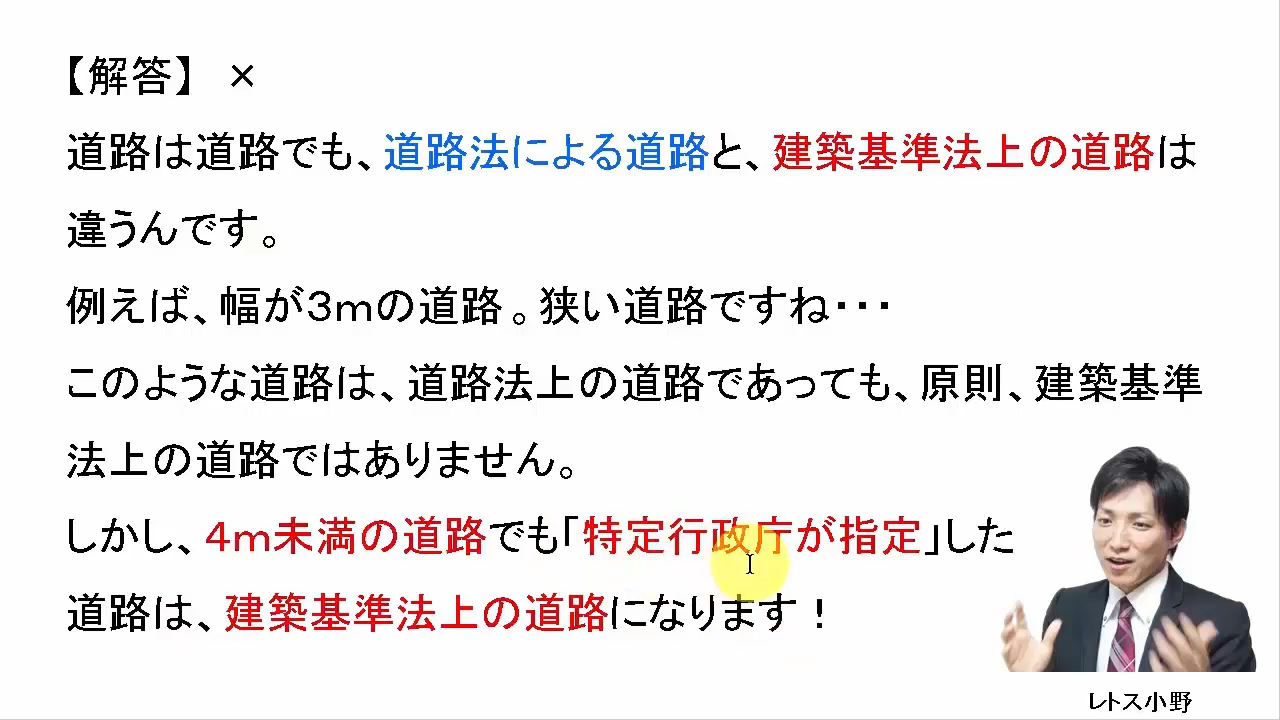 【解答】 ×
道路は道路でも、道路法による道路と、建築基準法上の道路は
違うんです。
例えば、幅が３ｍの道路。狭い道路ですね・・・
このような道路は、道路法上の道路であっても、原則、建築基準
法上の道路ではありません。
しかし、４ｍ未満の道路でも「特定行政庁が指定」した
道路は、建築基準法上の道路になります！
レトス小野